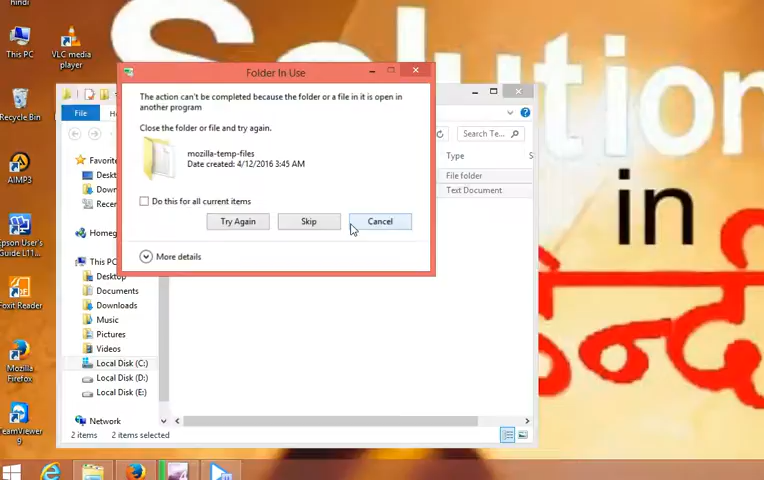 hindi
This PC
VLC media
player
Recycle Bin
AIMP3
Epson User's
Guide L11...
Foxit Reader
Mozilla
Firefox
TeamViewer
9
Solution
in
हिन्दी
Folder In Use
The action can't be completed because the folder or a file in it is open in
another program
Close the folder or file and try again.
mozilla-temp-files
Date created: 4/12/2016 3:45 AM
Do this for all current items
Try Again
Skip
Cancel
More details
File
H
Search Te...
Type
S
File folder
Text Document
Favorite
Deskt
Down
Recen
Homeg
This PC
Desktop
Documents
Downloads
Music
Pictures
Videos
Local Disk (C:)
Local Disk (D:)
Local Disk (E:)
Network
2 items
2 items selected